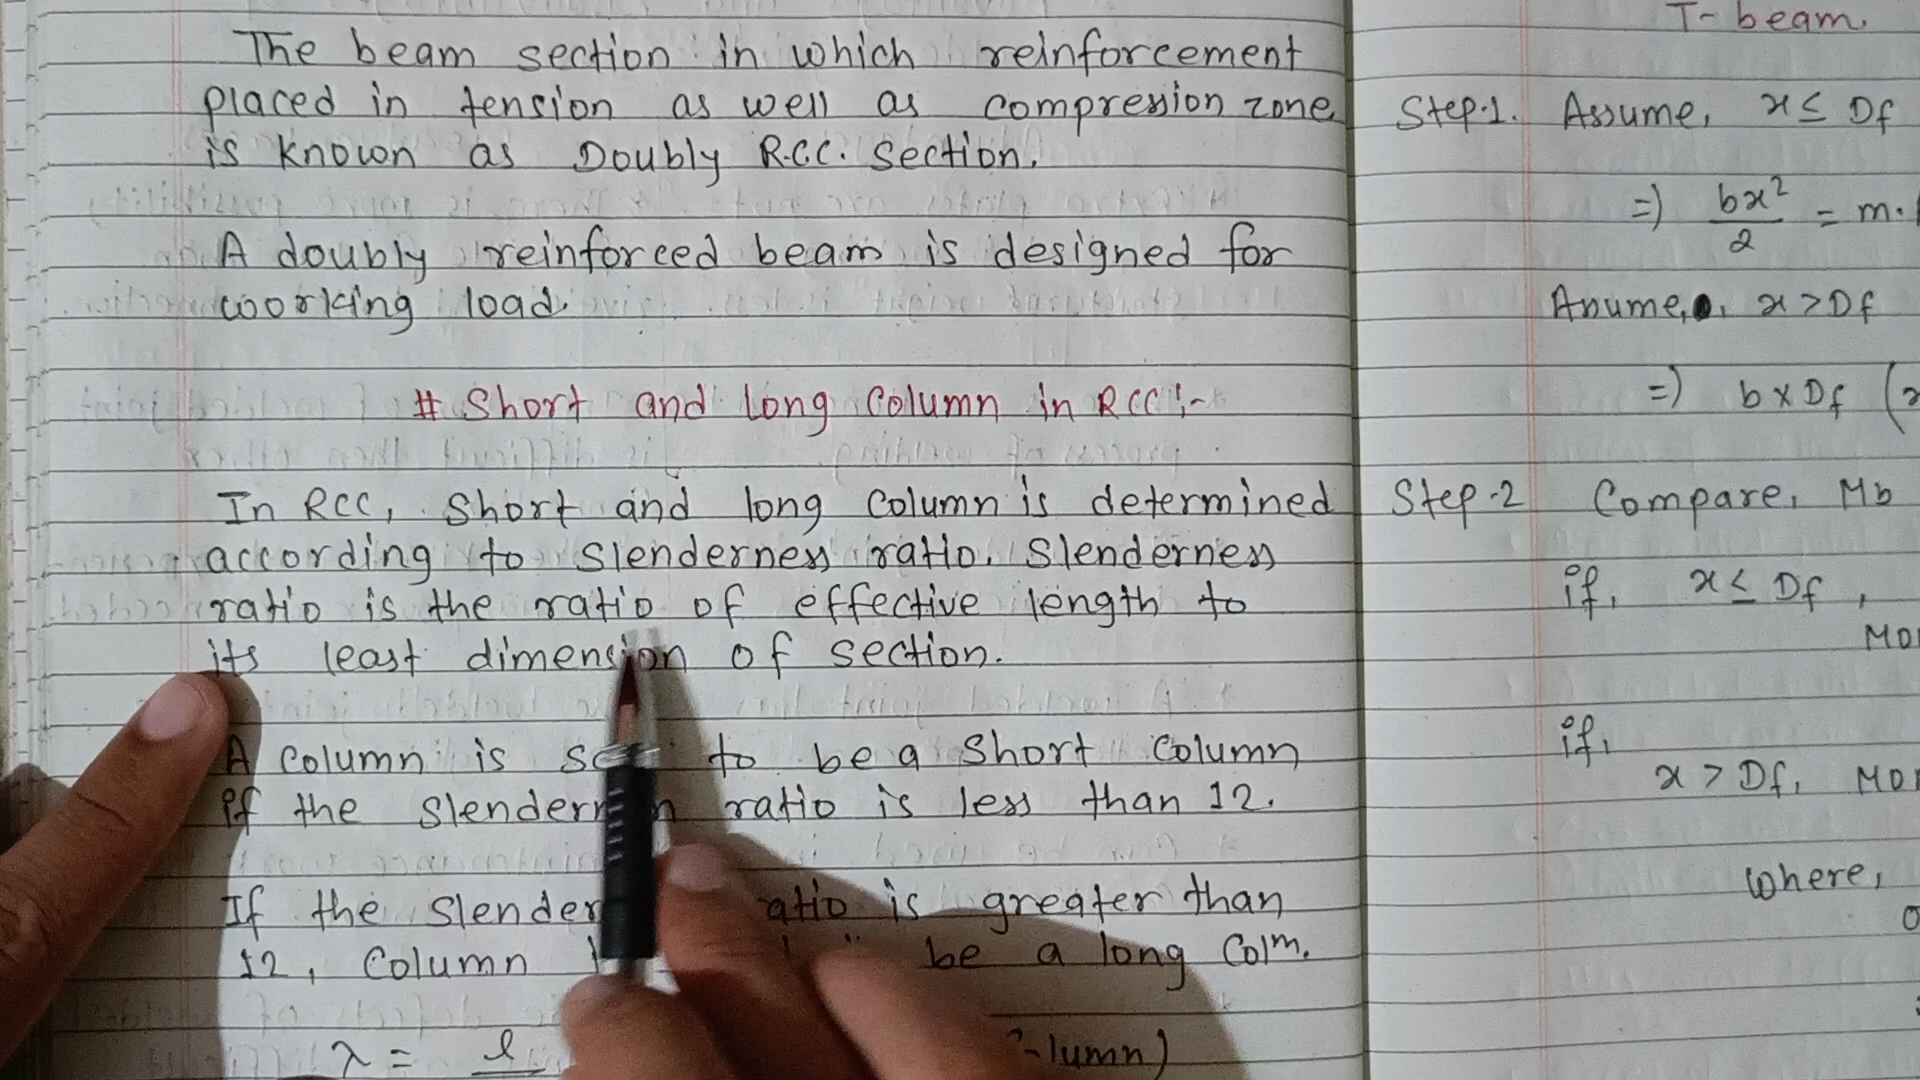 The beam section in which reinforcement
placed in tension as well as compression zone
is known as Doubly R.C.C. Section.
A doubly reinforced beam is designed for
working load.
# Short and long Column in RCC :-
In RCC, Short and long Column is determined
according to Slenderness ratio. Slenderness
ratio is the ratio of effective length to
its least dimension of section.
A Column is to be a Short Column
if the ratio is less than 12.
If the is greater than
12, Column be a long Colm.
λ = l
T-beam.
Step.1. Assume, x ≤ Df
=) bx²/2 = m.
Assume, x > Df
=) b x Df (
Step.2 Compare, Mb
if, x ≤ Df ,
if,
x > Df,
where,